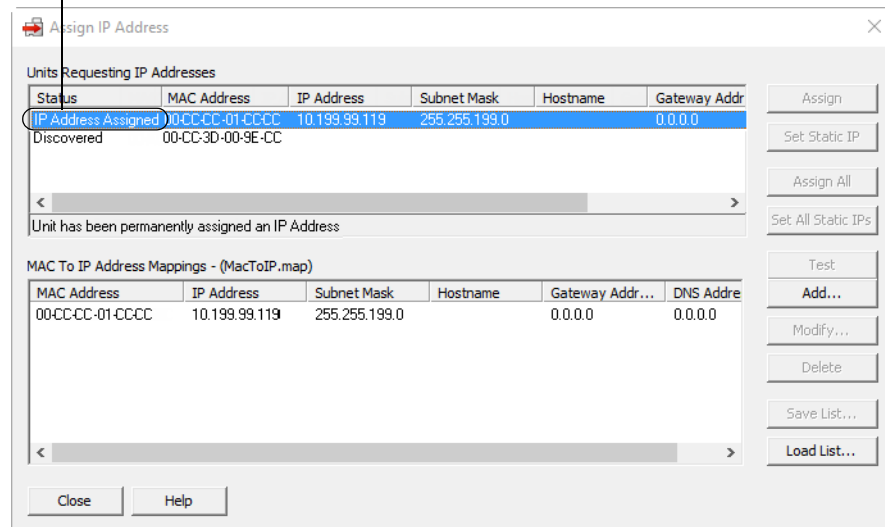 Assign IP Address
Units Requesting IP Addresses
Status MAC Address IP Address Subnet Mask Hostname Gateway Addr
IP Address Assigned 00-CC-CC-01-CC-CC 10.199.99.119 255.255.199.0 0.0.0.0
Discovered 00-CC-3D-00-9E-CC
Unit has been permanently assigned an IP Address
Assign
Set Static IP
Assign All
Set All Static IPs
MAC To IP Address Mappings - (MacToIP.map)
MAC Address IP Address Subnet Mask Hostname Gateway Addr... DNS Addre
00-CC-CC-01-CC-CC 10.199.99.119 255.255.199.0 0.0.0.0 0.0.0.0
Test
Add...
Modify...
Delete
Save List...
Load List...
Close Help